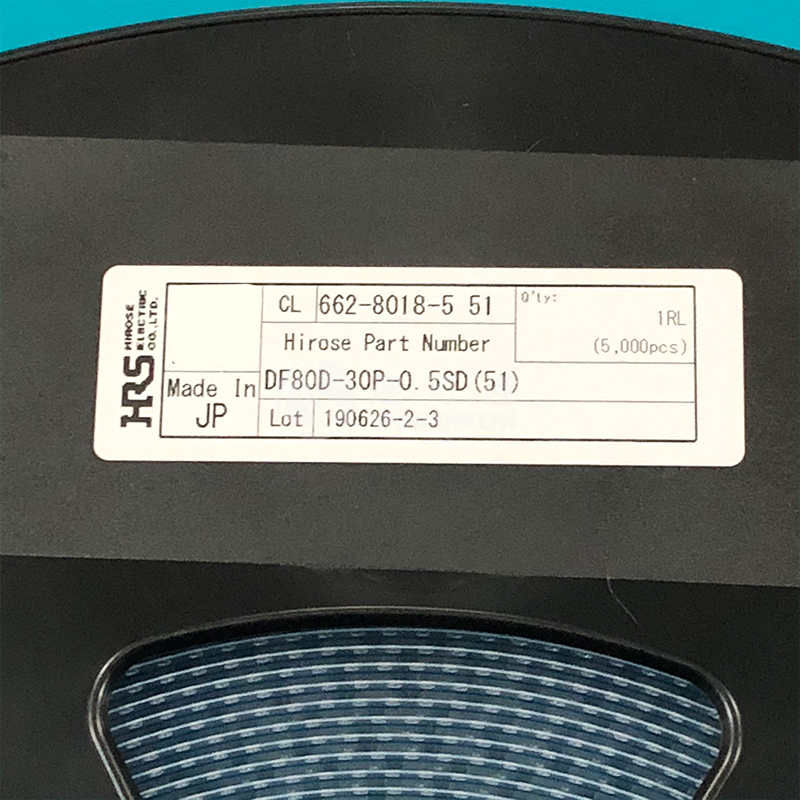 HRS
HIROSE
ELECTRIC
CO.,LTD.
CL 662-8018-5 51
Q'ty:
1RL
(5,000pcs)
Hirose Part Number
DF80D-30P-0.5SD(51)
Made In
JP
Lot 190626-2-3